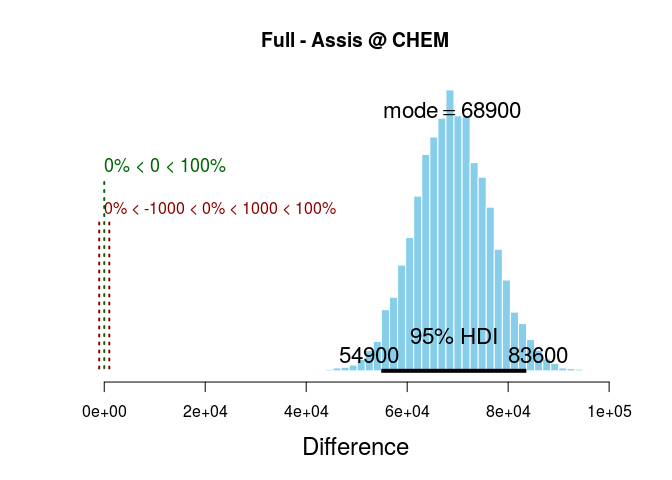 Full - Assis @ CHEM
mode = 68900
0% < 0 < 100%
0% < -1000 < 0% < 1000 < 100%
95% HDI
54900 83600
0e+00 2e+04 4e+04 6e+04 8e+04 1e+05
Difference